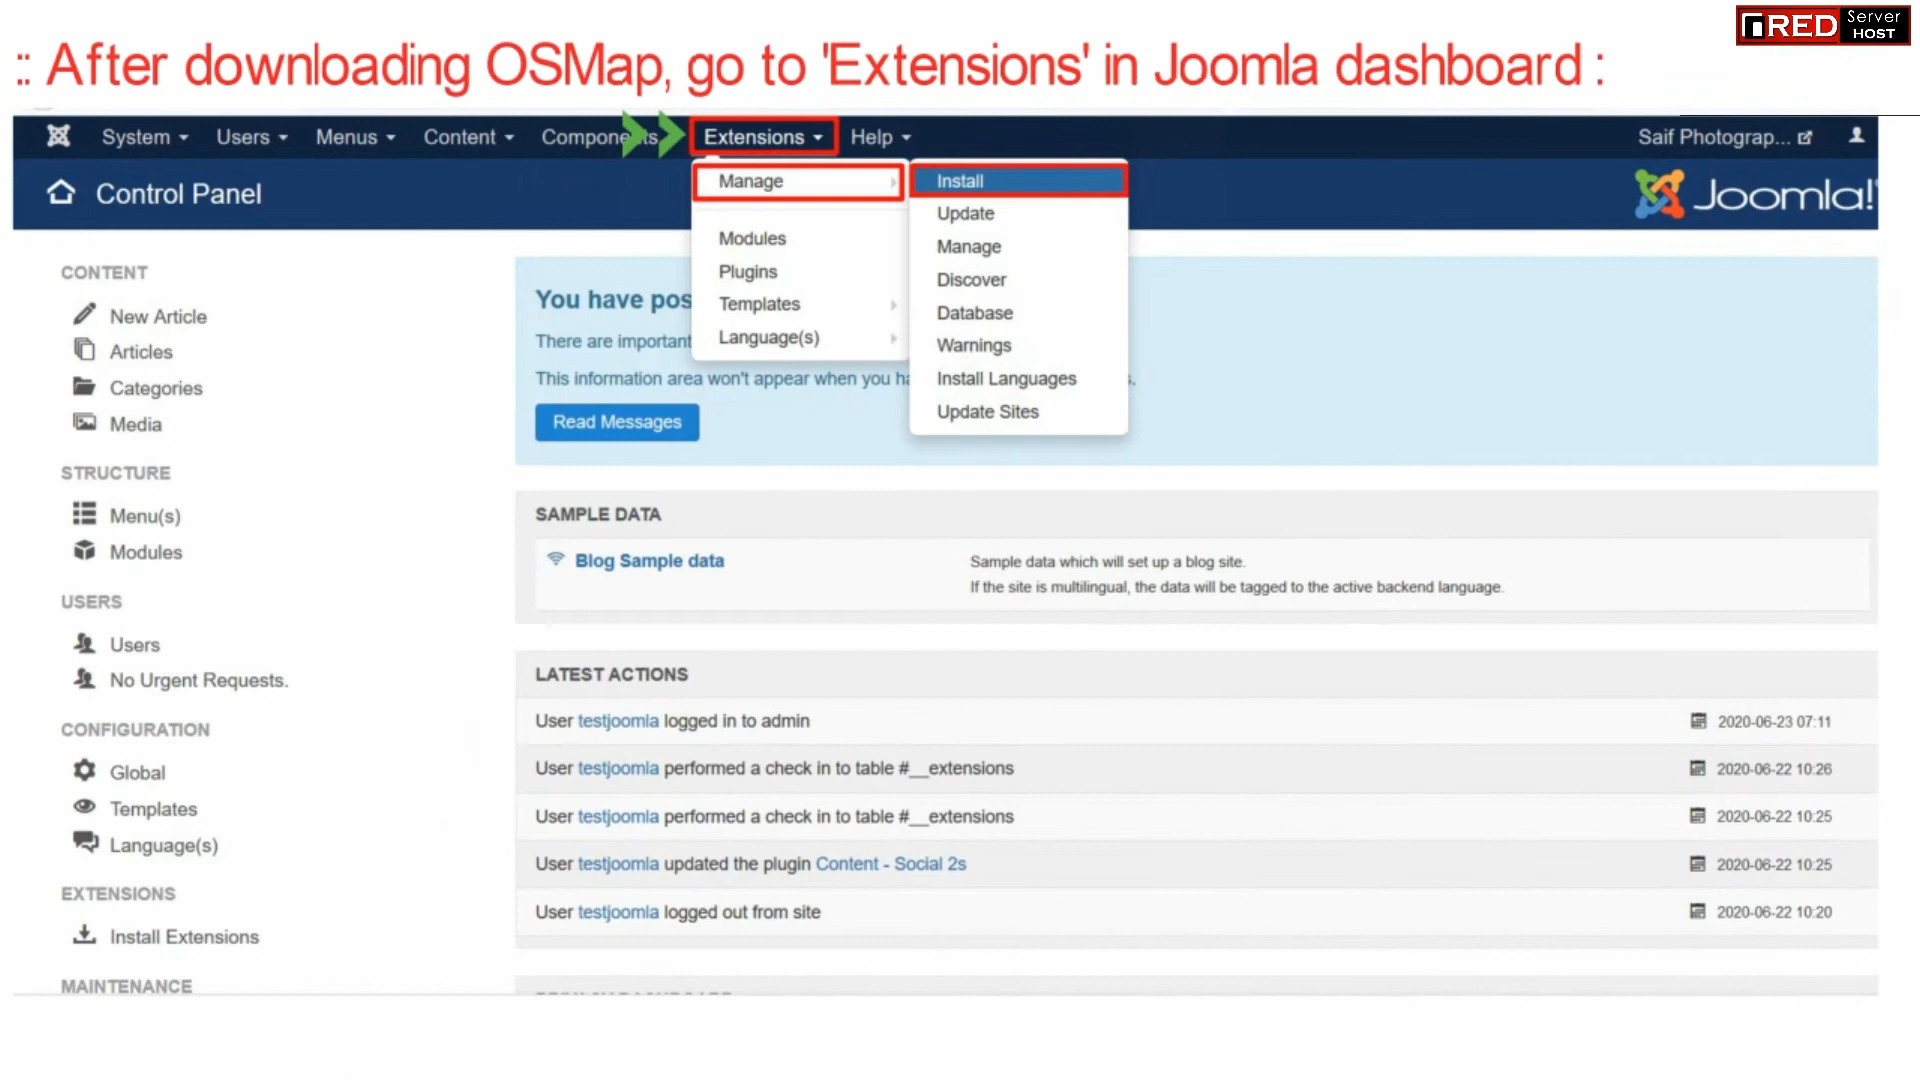 RED Server HOST
:: After downloading OSMap, go to 'Extensions' in Joomla dashboard :
System Users Menus Content Extensions Help Saif Photograp...
Control Panel
Joomla!
Manage
Modules
Plugins
Templates
Language(s)
Install
Update
Manage
Discover
Database
Warnings
Install Languages
Update Sites
CONTENT
New Article
Articles
Categories
Media
STRUCTURE
Menu(s)
Modules
USERS
Users
No Urgent Requests.
CONFIGURATION
Global
Templates
Language(s)
EXTENSIONS
Install Extensions
MAINTENANCE
You have pos
There are important
This information area won't appear when you ha s.
Read Messages
SAMPLE DATA
Blog Sample data
Sample data which will set up a blog site.
If the site is multilingual, the data will be tagged to the active backend language.
LATEST ACTIONS
User testjoomla logged in to admin 2020-06-23 07:11
User testjoomla performed a check in to table #__extensions 2020-06-22 10:26
User testjoomla performed a check in to table #__extensions 2020-06-22 10:25
User testjoomla updated the plugin Content - Social 2s 2020-06-22 10:25
User testjoomla logged out from site 2020-06-22 10:20